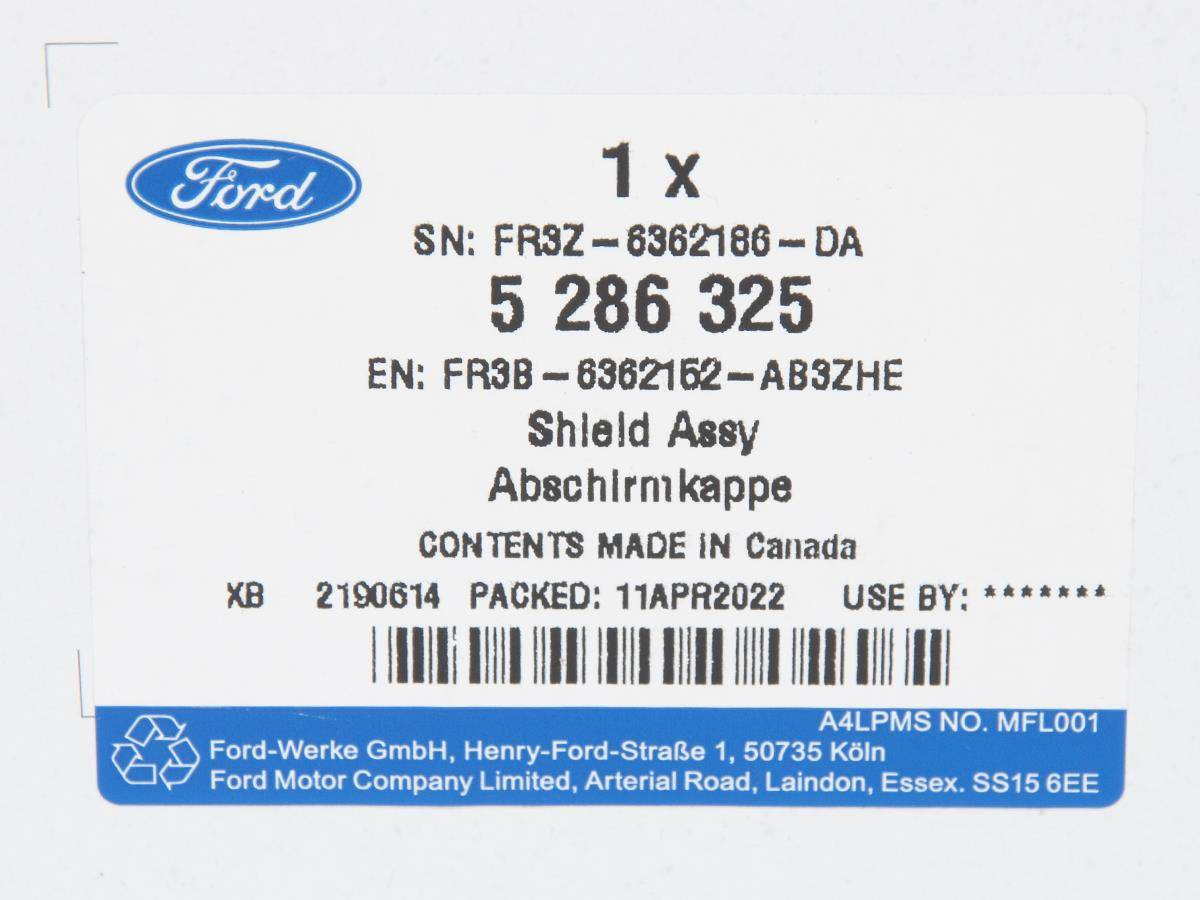 Ford
1 x
SN: FR3Z-6362186-DA
5 286 325
EN: FR3B-6362152-AB3ZHE
Shield Assy
Abschirmkappe
CONTENTS MADE IN Canada
XB 2190614 PACKED: 11APR2022 USE BY: *******
A4LPMS NO. MFL001
Ford-Werke GmbH, Henry-Ford-Straße 1, 50735 Köln
Ford Motor Company Limited, Arterial Road, Laindon, Essex. SS15 6EE